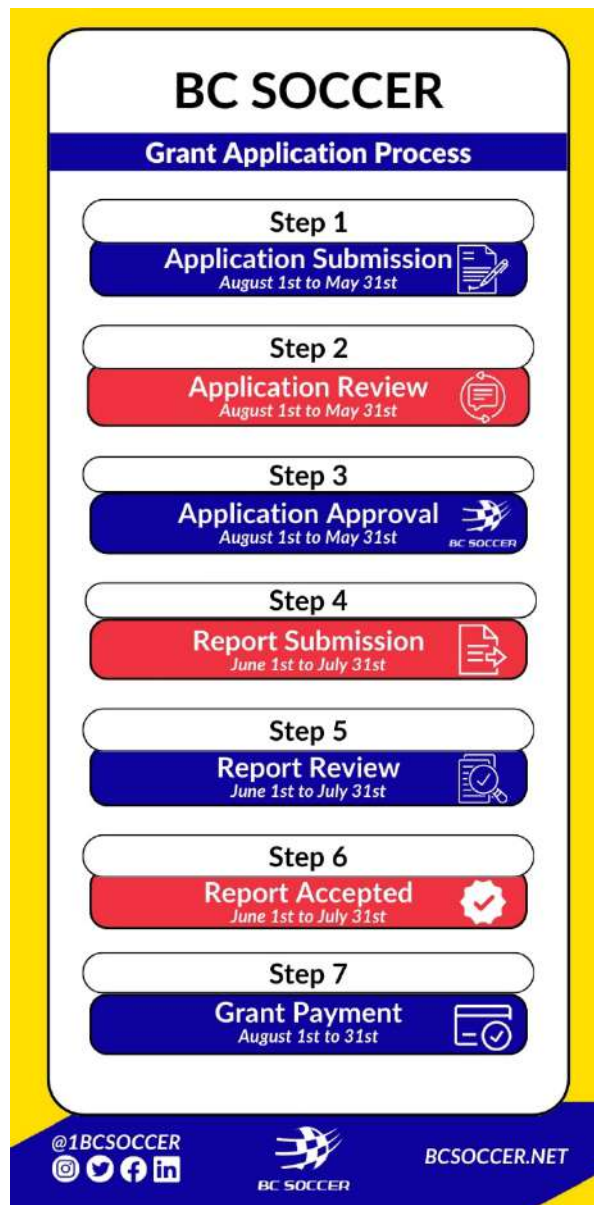 BC SOCCER
Grant Application Process
Step 1
Application Submission
August 1st to May 31st
Step 2
Application Review
August 1st to May 31st
Step 3
Application Approval
August 1st to May 31st
BC SOCCER
Step 4
Report Submission
June 1st to July 31st
Step 5
Report Review
June 1st to July 31st
Step 6
Report Accepted
June 1st to July 31st
Step 7
Grant Payment
August 1st to 31st
@1BCSOCCER
BC SOCCER
BCSOCCER.NET